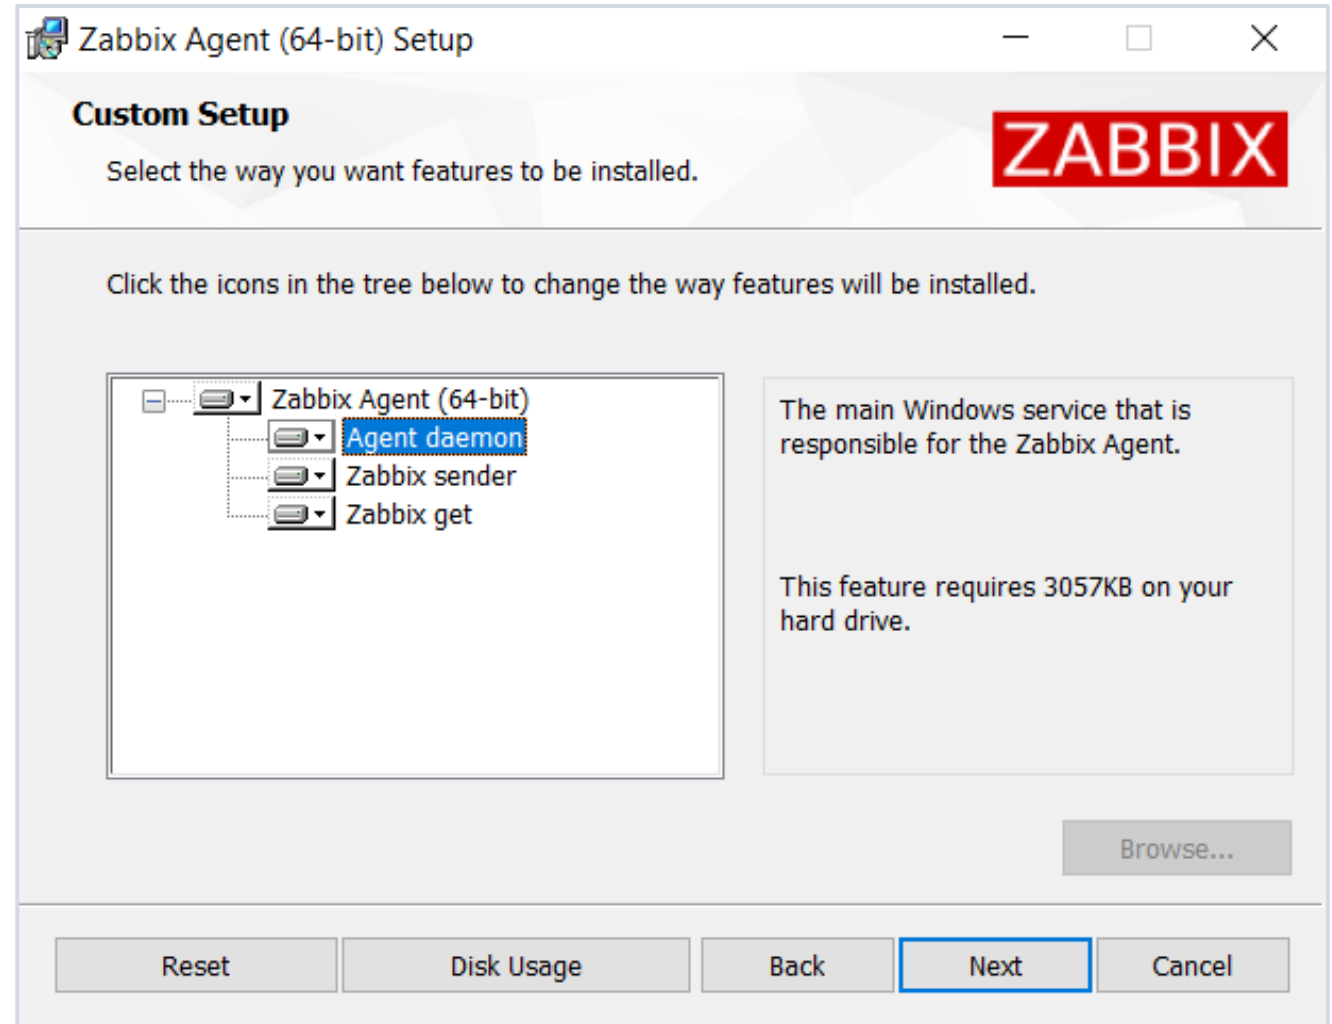 Zabbix Agent (64-bit) Setup
Custom Setup
Select the way you want features to be installed.
ZABBIX
Click the icons in the tree below to change the way features will be installed.
Zabbix Agent (64-bit)
Agent daemon
Zabbix sender
Zabbix get
The main Windows service that is
responsible for the Zabbix Agent.
This feature requires 3057KB on your
hard drive.
Browse...
Reset
Disk Usage
Back
Next
Cancel